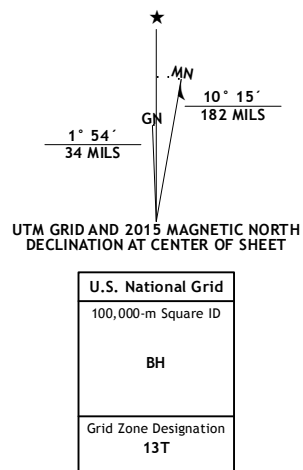 ★
MN
GN
10° 15´
182 MILS
1° 54´
34 MILS
UTM GRID AND 2015 MAGNETIC NORTH
DECLINATION AT CENTER OF SHEET
U.S. National Grid
100,000-m Square ID
BH
Grid Zone Designation
13T